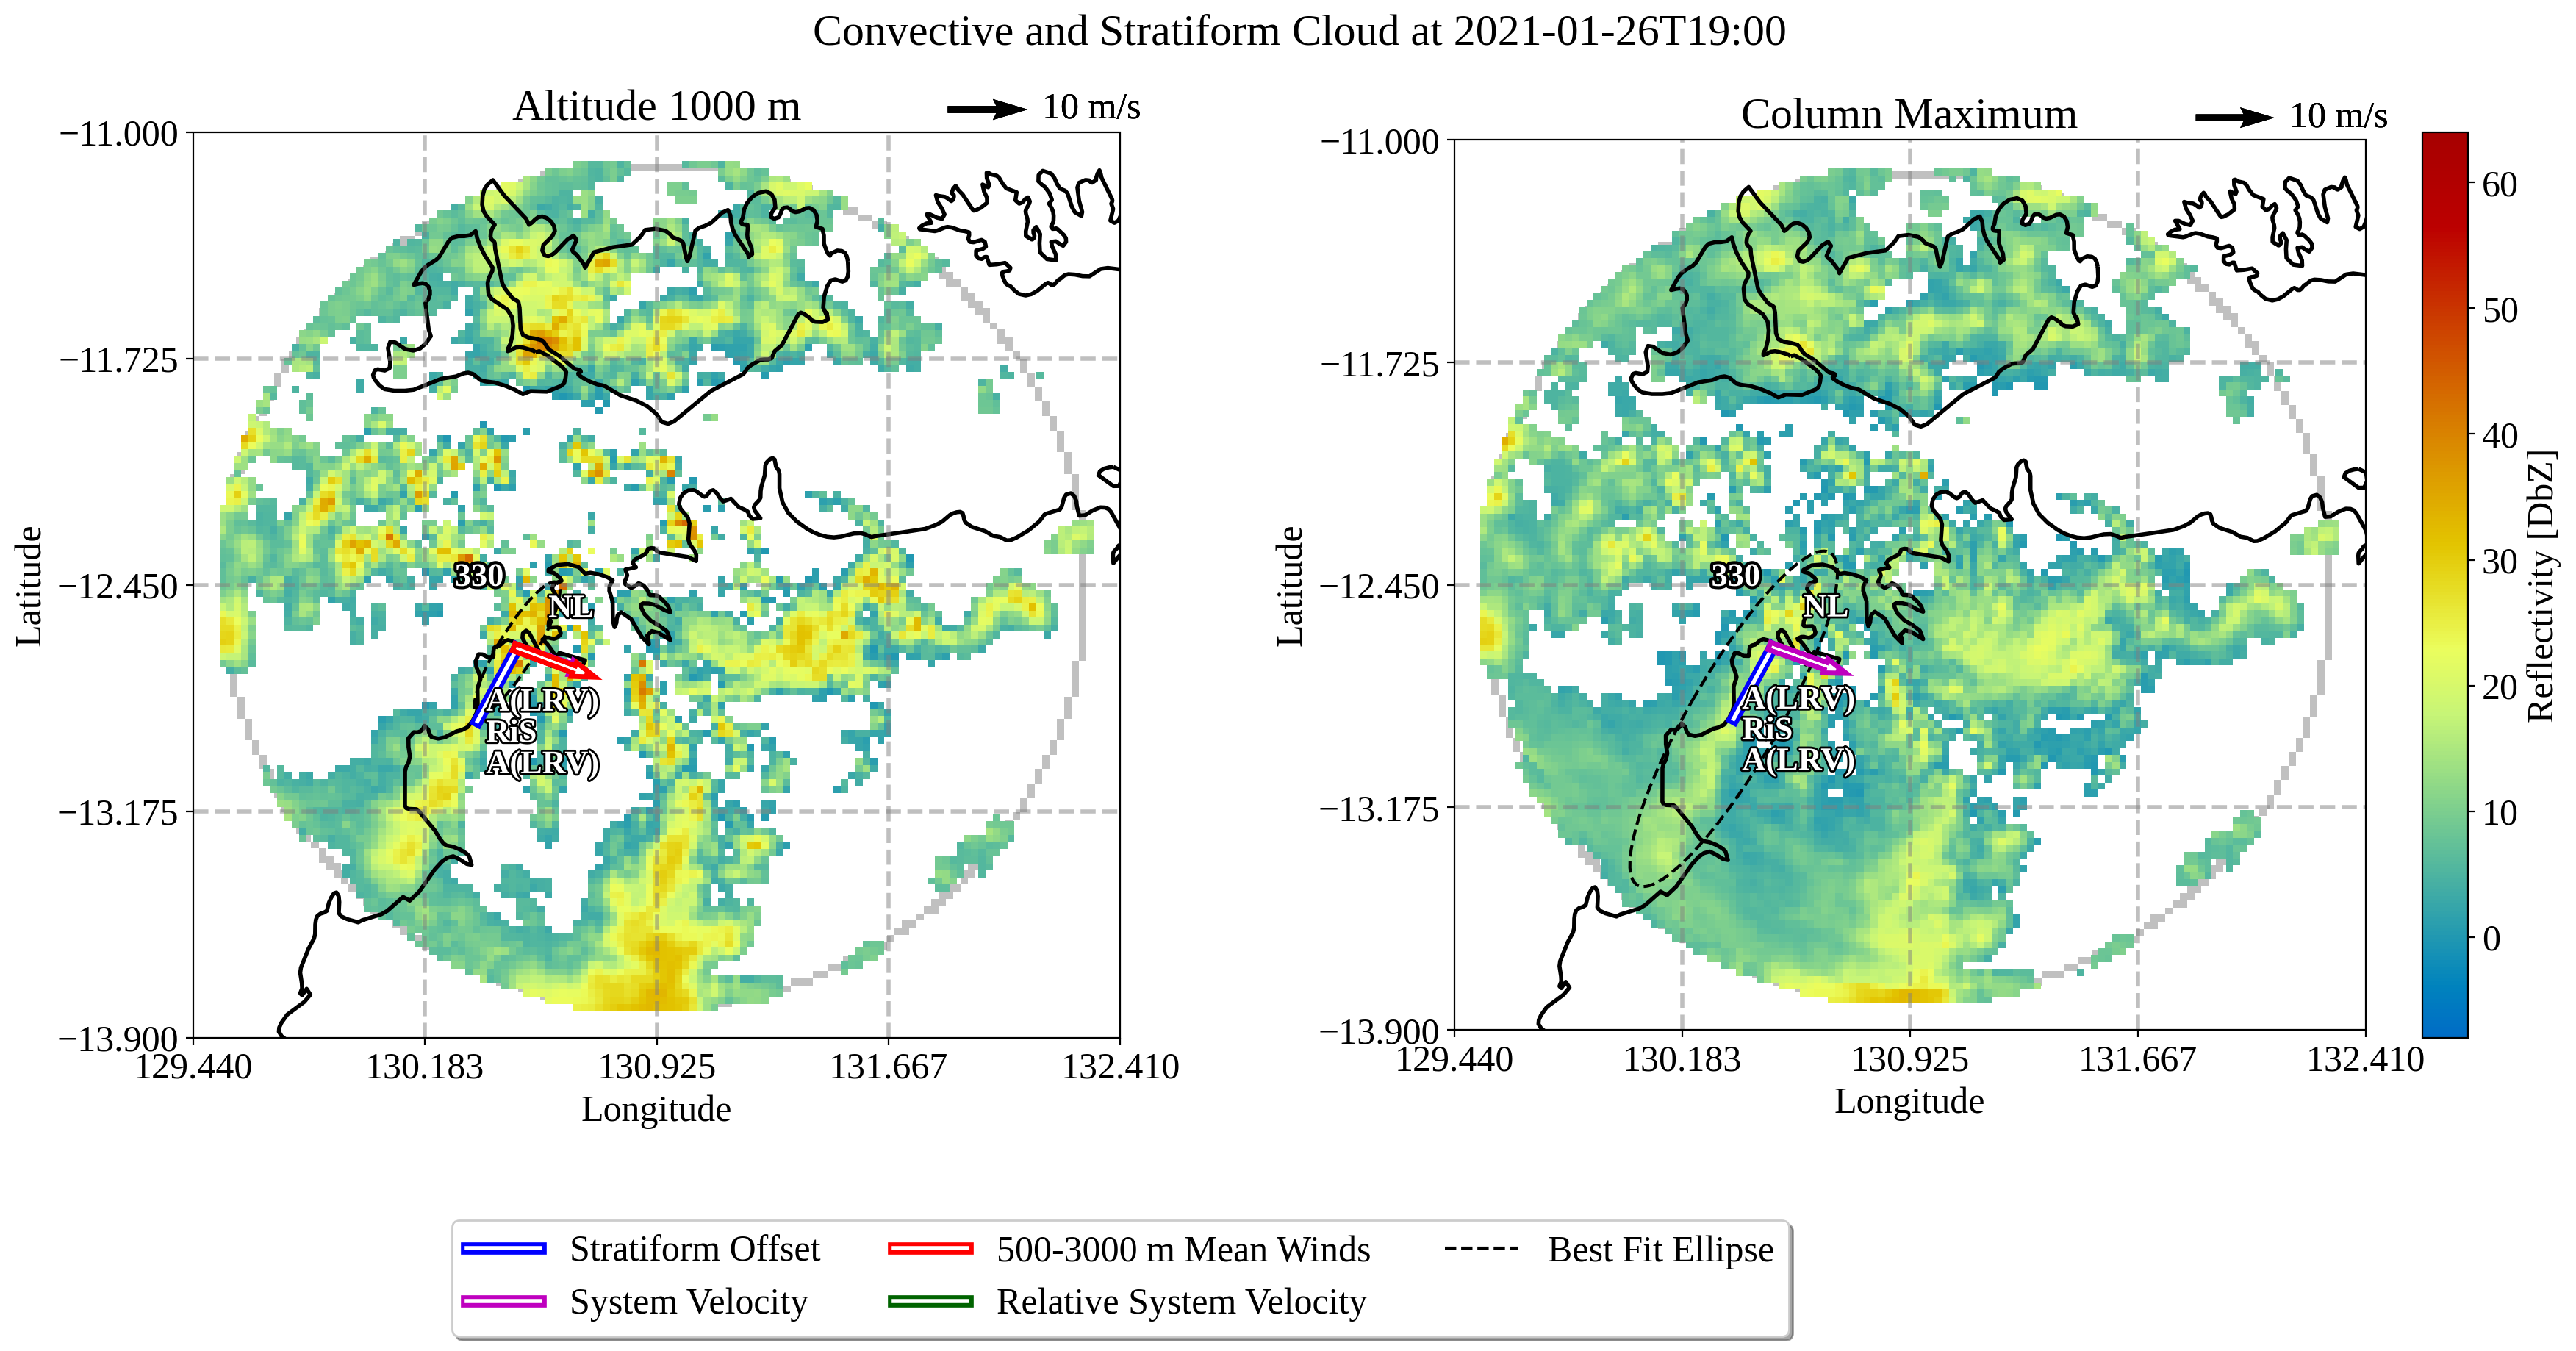 Convective and Stratiform Cloud at 2021-01-26T19:00
Altitude 1000 m
10 m/s
−11.000
−11.725
−12.450
−13.175
−13.900
129.440
130.183
130.925
131.667
132.410
Latitude
Longitude
330
NL
A(LRV)
RiS
A(LRV)
Column Maximum
10 m/s
−11.000
−11.725
−12.450
−13.175
−13.900
129.440
130.183
130.925
131.667
132.410
Latitude
Longitude
330
NL
A(LRV)
RiS
A(LRV)
60
50
40
30
20
10
0
Reflectivity [DbZ]
Stratiform Offset
500-3000 m Mean Winds
Best Fit Ellipse
System Velocity
Relative System Velocity